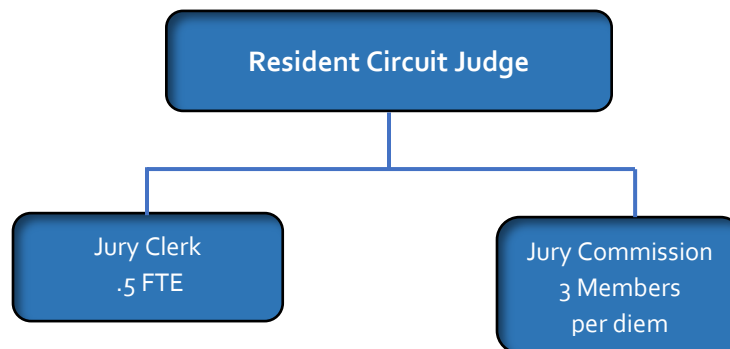 Resident Circuit Judge
Jury Clerk
.5 FTE
Jury Commission
3 Members
per diem